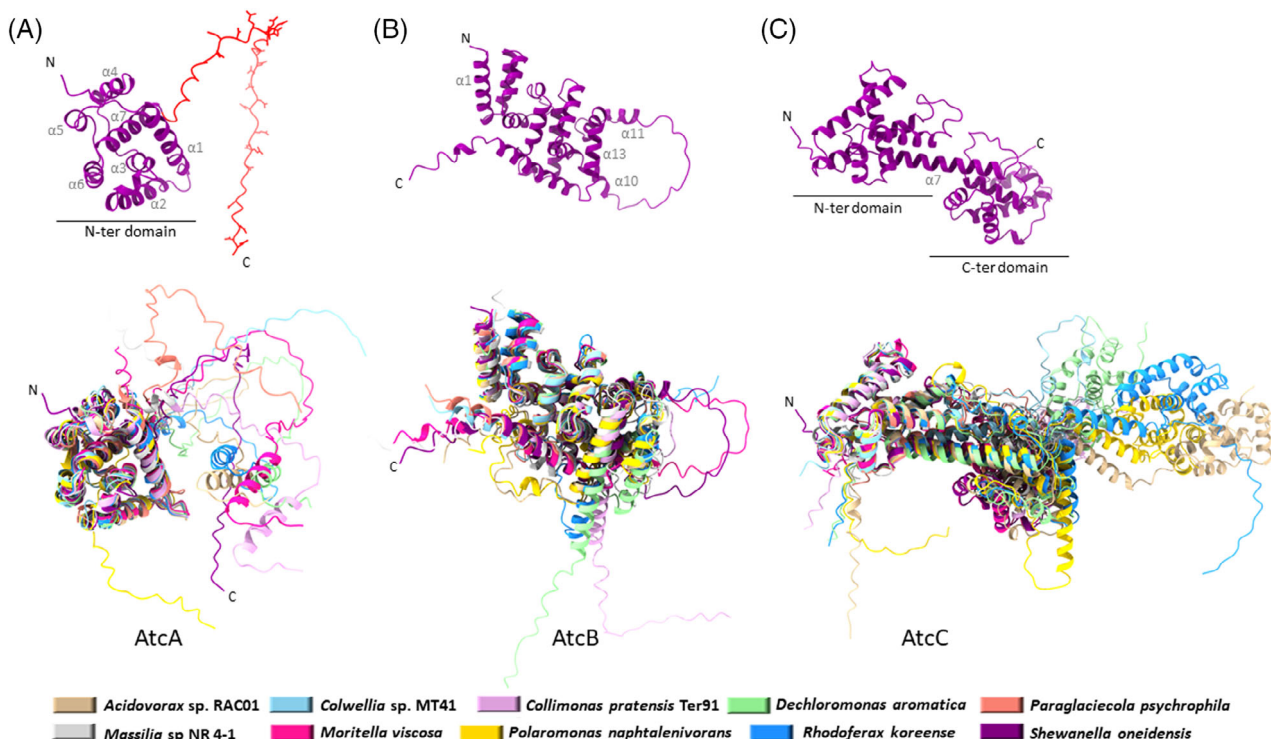 (A)
N
α4
α5
α7
α1
α3
α6
α2
N-ter domain
C
(B)
N
α1
α11
α13
α10
C
(C)
N
C
α7
N-ter domain
C-ter domain
N
C
AtcA
C
AtcB
N
AtcC
Acidovorax sp. RAC01
Colwellia sp. MT41
Collimonas pratensis Ter91
Dechloromonas aromatica
Paraglaciecola psychrophila
Massilia sp NR 4-1
Moritella viscosa
Polaromonas naphtalenivorans
Rhodoferax koreense
Shewanella oneidensis